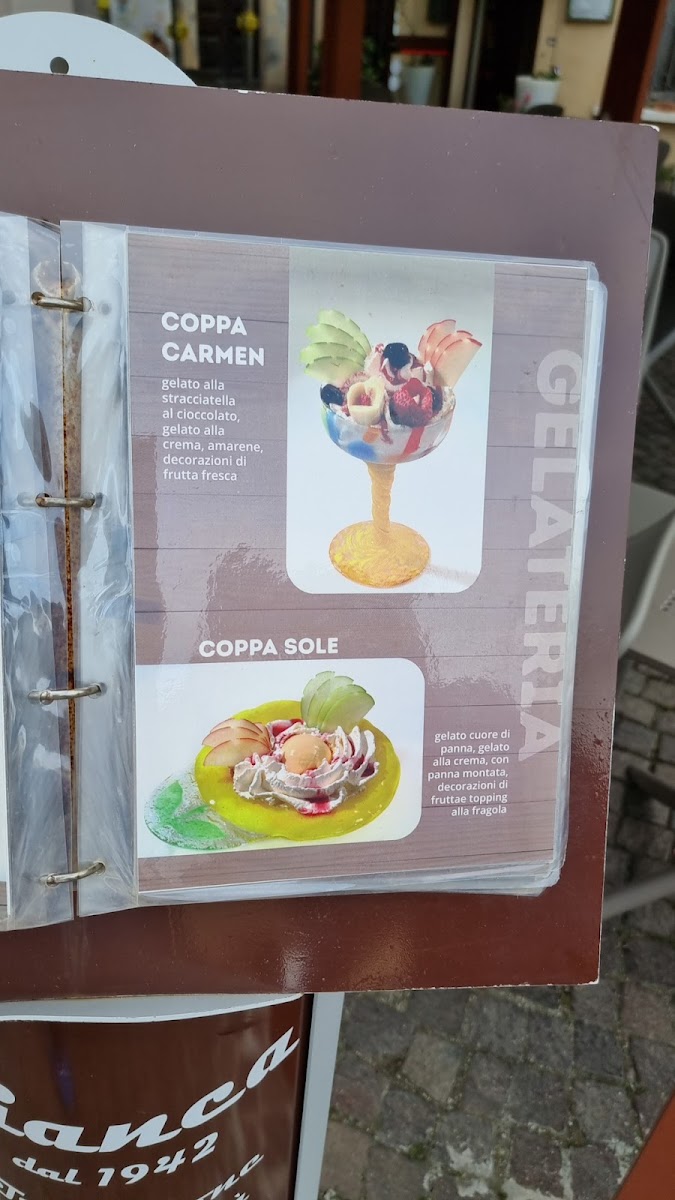 COPPA
CARMEN
gelato alla
stracciatella
al cioccolato,
gelato alla
crema, amarene,
decorazioni di
frutta fresca
GELATERIA
COPPA SOLE
gelato cuore di
panna, gelato
alla crema, con
panna montata,
decorazioni di
fruttae topping
alla fragola
dal 1942